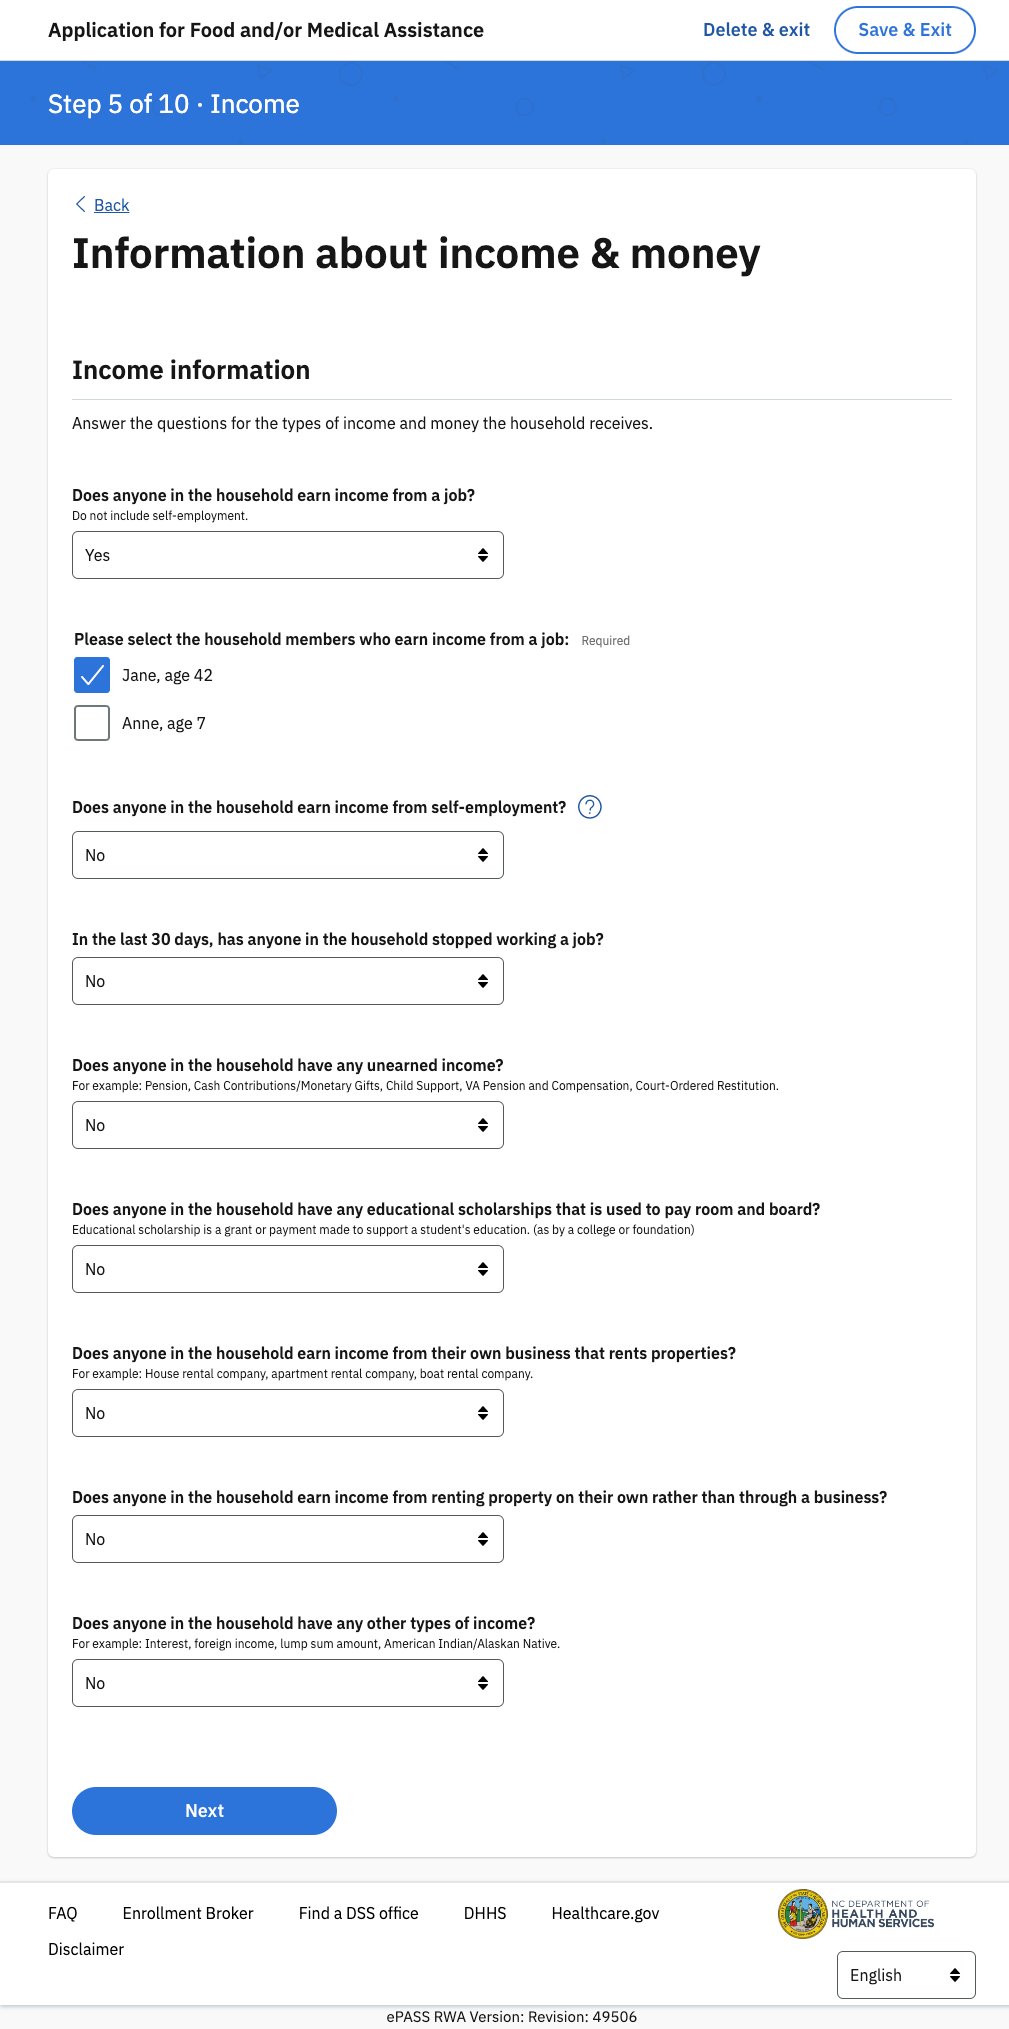 Application for Food and/or Medical Assistance
Delete & exit
Save & Exit
Step 5 of 10 · Income
Back
Information about income & money
Income information
Answer the questions for the types of income and money the household receives.
Does anyone in the household earn income from a job?
Do not include self-employment.
Yes
Please select the household members who earn income from a job: Required
Jane, age 42
Anne, age 7
Does anyone in the household earn income from self-employment? ?
No
In the last 30 days, has anyone in the household stopped working a job?
No
Does anyone in the household have any unearned income?
For example: Pension, Cash Contributions/Monetary Gifts, Child Support, VA Pension and Compensation, Court-Ordered Restitution.
No
Does anyone in the household have any educational scholarships that is used to pay room and board?
Educational scholarship is a grant or payment made to support a student's education. (as by a college or foundation)
No
Does anyone in the household earn income from their own business that rents properties?
For example: House rental company, apartment rental company, boat rental company.
No
Does anyone in the household earn income from renting property on their own rather than through a business?
No
Does anyone in the household have any other types of income?
For example: Interest, foreign income, lump sum amount, American Indian/Alaskan Native.
No
Next
FAQ
Enrollment Broker
Find a DSS office
DHHS
Healthcare.gov
Disclaimer
NC DEPARTMENT OF
HEALTH AND
HUMAN SERVICES
English
ePASS RWA Version: Revision: 49506